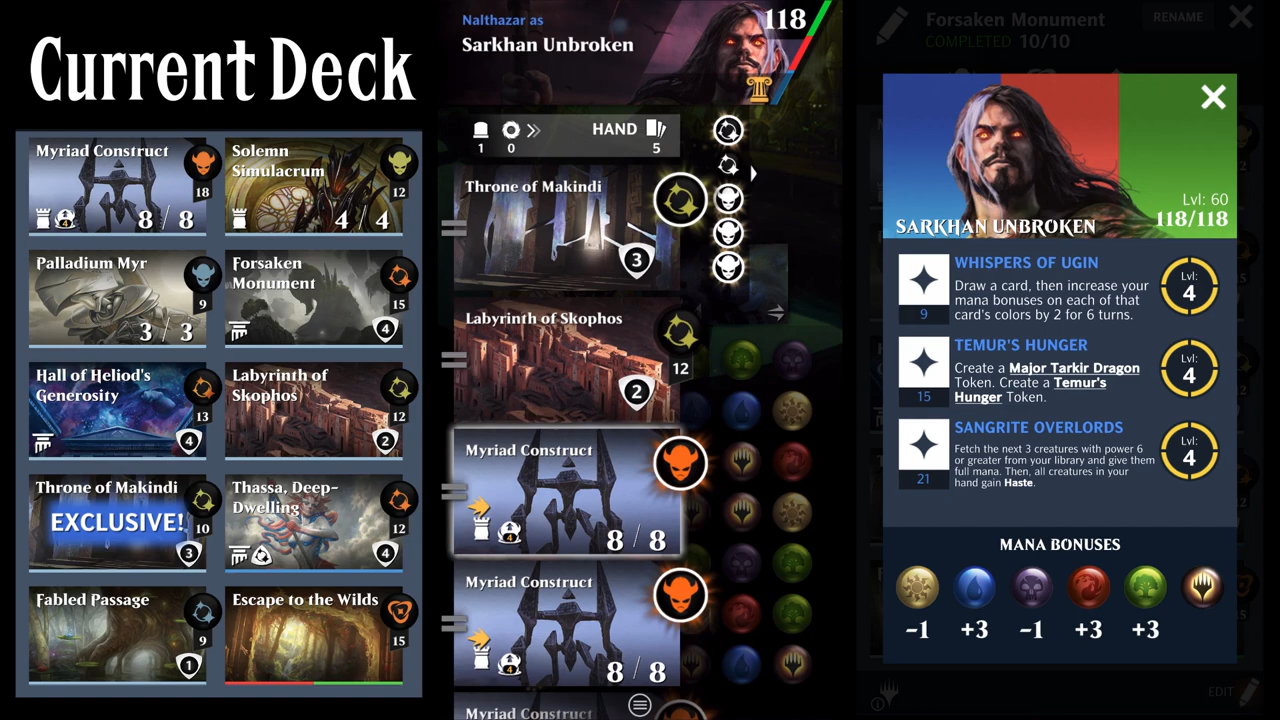 Current Deck
Myriad Construct
18
8 / 8
4
Solemn
Simulacrum
12
4 / 4
Palladium Myr
9
3 / 3
Forsaken
Monument
15
4
Hall of Heliod's
Generosity
13
4
Labyrinth of
Skophos
12
2
Throne of Makindi
EXCLUSIVE!
10
3
Thassa, Deep-
Dwelling
12
4
Fabled Passage
9
1
Escape to the Wilds
15
Nalthazar as
Sarkhan Unbroken
118
1
0
HAND
5
Throne of Makindi
3
Labyrinth of Skophos
12
2
Myriad Construct
4
8 / 8
Myriad Construct
4
8 / 8
Myriad Construct
Forsaken Monument
COMPLETED 10/10
RENAME
Lvl: 60
118/118
SARKHAN UNBROKEN
WHISPERS OF UGIN
Draw a card, then increase your
mana bonuses on each of that
card's colors by 2 for 6 turns.
9
Lvl:
4
TEMUR'S HUNGER
Create a Major Tarkir Dragon
Token. Create a Temur's
Hunger Token.
15
Lvl:
4
SANGRITE OVERLORDS
Fetch the next 3 creatures with power 6
or greater from your library and give them
full mana. Then, all creatures in your
hand gain Haste.
21
Lvl:
4
MANA BONUSES
-1 +3 -1 +3 +3
EDIT